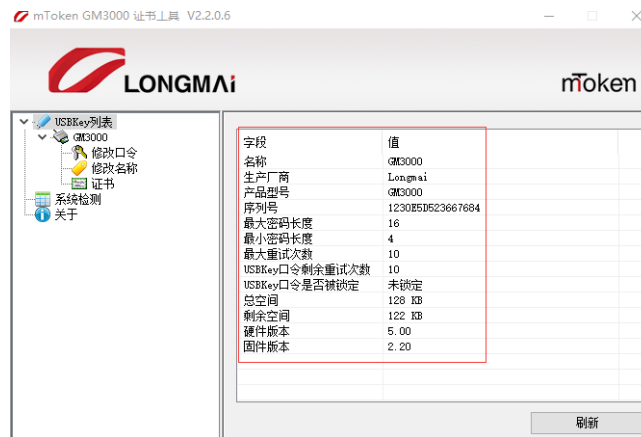 mToken GM3000 证书工具 V2.2.0.6
LONGMAi
mToken
USBKey列表
GM3000
修改口令
修改名称
证书
系统检测
关于
字段 值
名称 GM3000
生产厂商 Longmai
产品型号 GM3000
序列号 1230E5D523667684
最大密码长度 16
最小密码长度 4
最大重试次数 10
USBKey口令剩余重试次数 10
USBKey口令是否被锁定 未锁定
总空间 128 KB
剩余空间 122 KB
硬件版本 5.00
固件版本 2.20
刷新